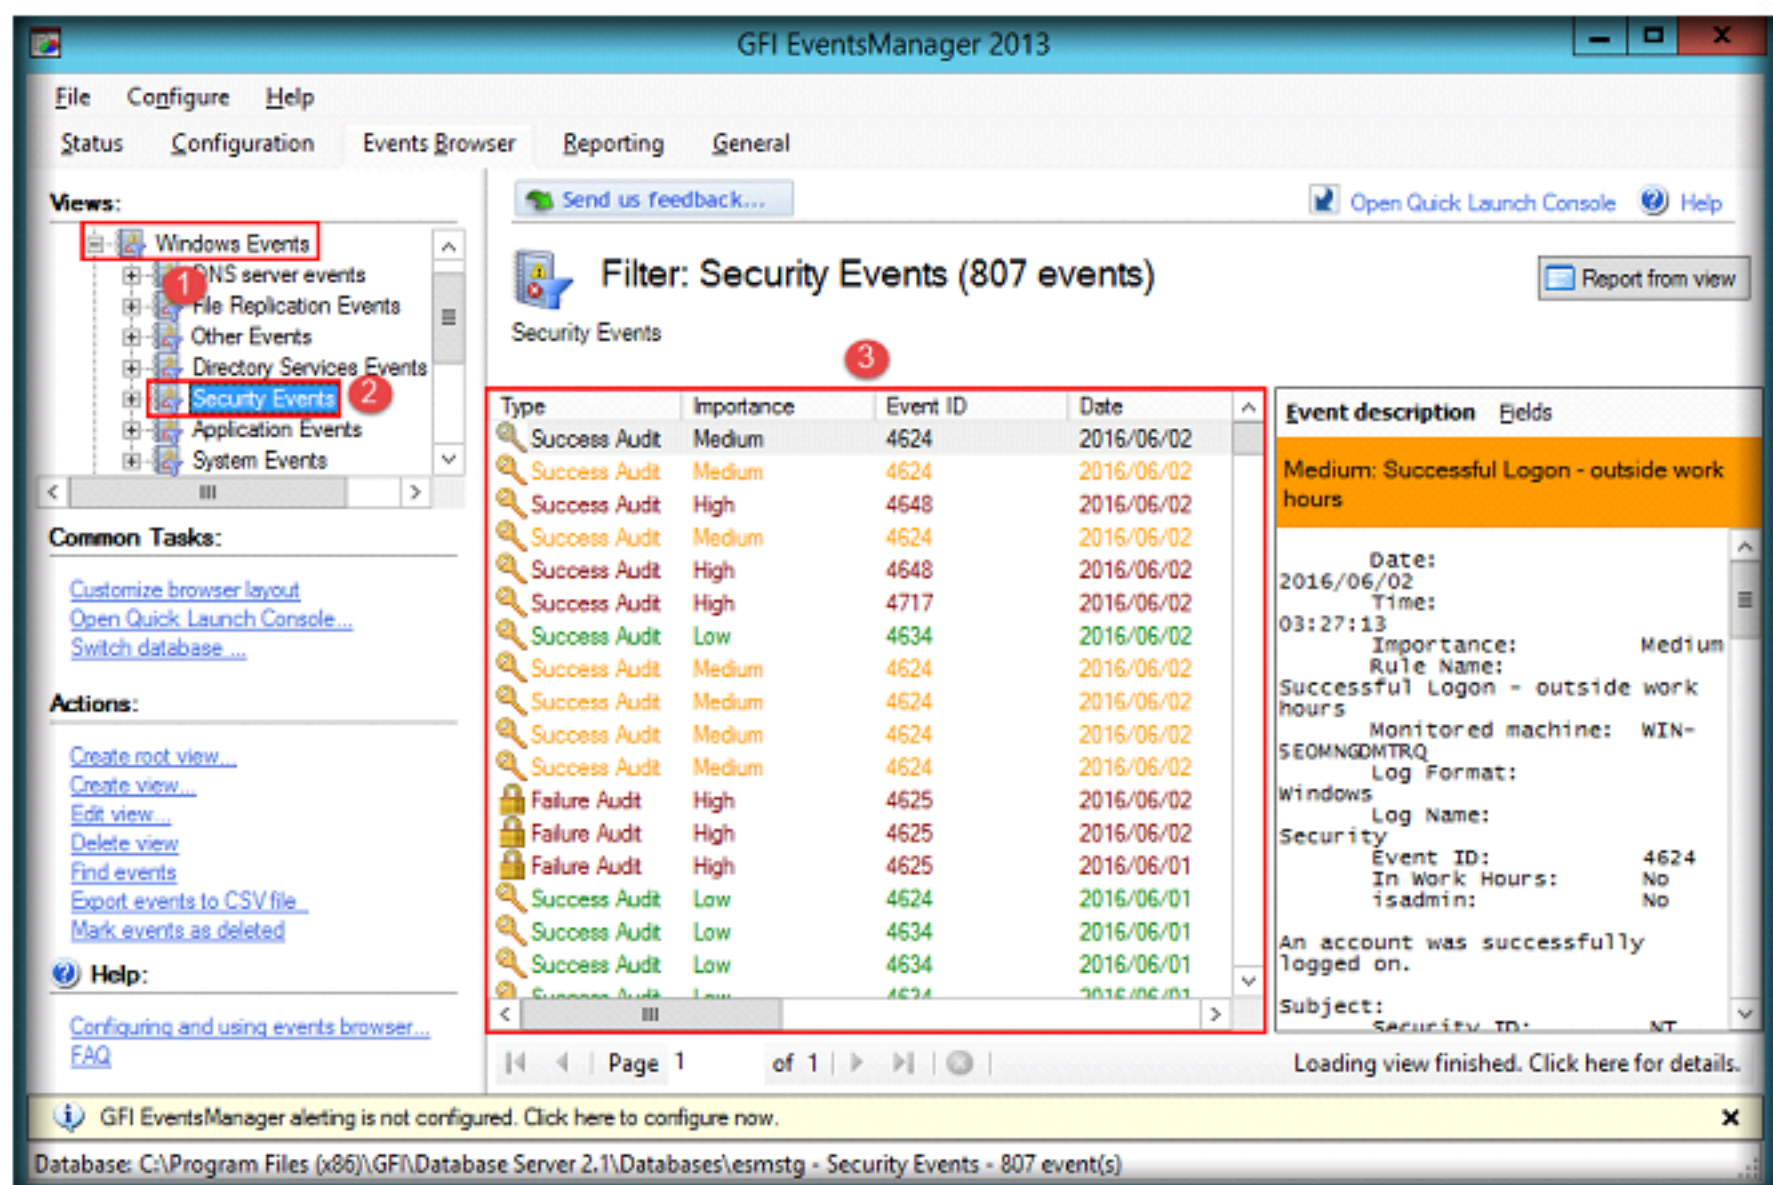 GFI EventsManager 2013
File Configure Help
Status Configuration Events Browser Reporting General
Views:
Windows Events
1
DNS server events
File Replication Events
Other Events
Directory Services Events
Security Events
2
Application Events
System Events
Common Tasks:
Customize browser layout
Open Quick Launch Console...
Switch database ...
Actions:
Create root view...
Create view...
Edit view...
Delete view
Find events
Export events to CSV file
Mark events as deleted
Help:
Configuring and using events browser...
FAQ
Send us feedback...
Open Quick Launch Console Help
Filter: Security Events (807 events)
Report from view
Security Events
3
Type Importance Event ID Date
Success Audit Medium 4624 2016/06/02
Success Audit Medium 4624 2016/06/02
Success Audit High 4648 2016/06/02
Success Audit Medium 4624 2016/06/02
Success Audit High 4648 2016/06/02
Success Audit High 4717 2016/06/02
Success Audit Low 4634 2016/06/02
Success Audit Medium 4624 2016/06/02
Success Audit Medium 4624 2016/06/02
Success Audit Medium 4624 2016/06/02
Success Audit Medium 4624 2016/06/02
Failure Audit High 4625 2016/06/02
Failure Audit High 4625 2016/06/02
Failure Audit High 4625 2016/06/01
Success Audit Low 4624 2016/06/01
Success Audit Low 4634 2016/06/01
Success Audit Low 4634 2016/06/01
Success Audit Low 2016/06/01
Page 1 of 1
Event description Fields
Medium: Successful Logon - outside work
hours
Date:
2016/06/02
Time:
03:27:13
Importance: Medium
Rule Name:
Successful Logon - outside work
hours
Monitored machine: WIN-
SEOMNGDMTRQ
Log Format:
Windows
Log Name:
Security
Event ID: 4624
In Work Hours: No
isadmin: No
An account was successfully
logged on.
Subject:
Security ID: NT
Loading view finished. Click here for details.
GFI EventsManager alerting is not configured. Click here to configure now.
Database: C:\Program Files (x86)\GFI\Database Server 2.1\Databases\esmstg - Security Events - 807 event(s)